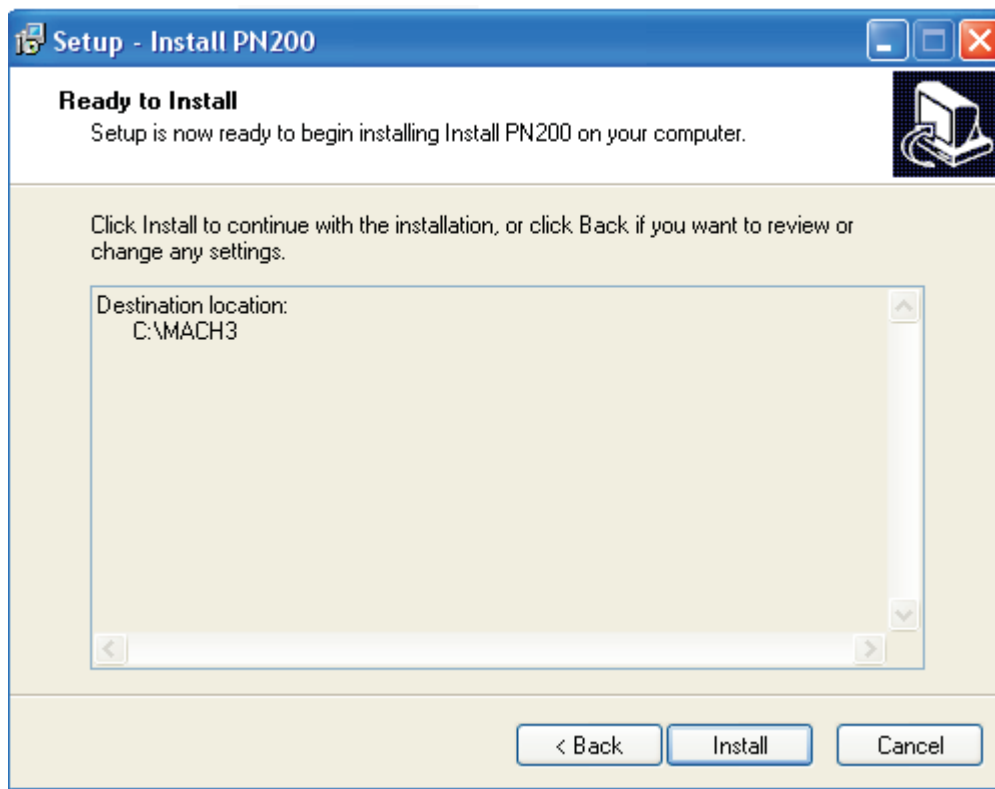 Setup - Install PN200
Ready to Install
Setup is now ready to begin installing Install PN200 on your computer.
Click Install to continue with the installation, or click Back if you want to review or
change any settings.
Destination location:
C:\MACH3
< Back
Install
Cancel